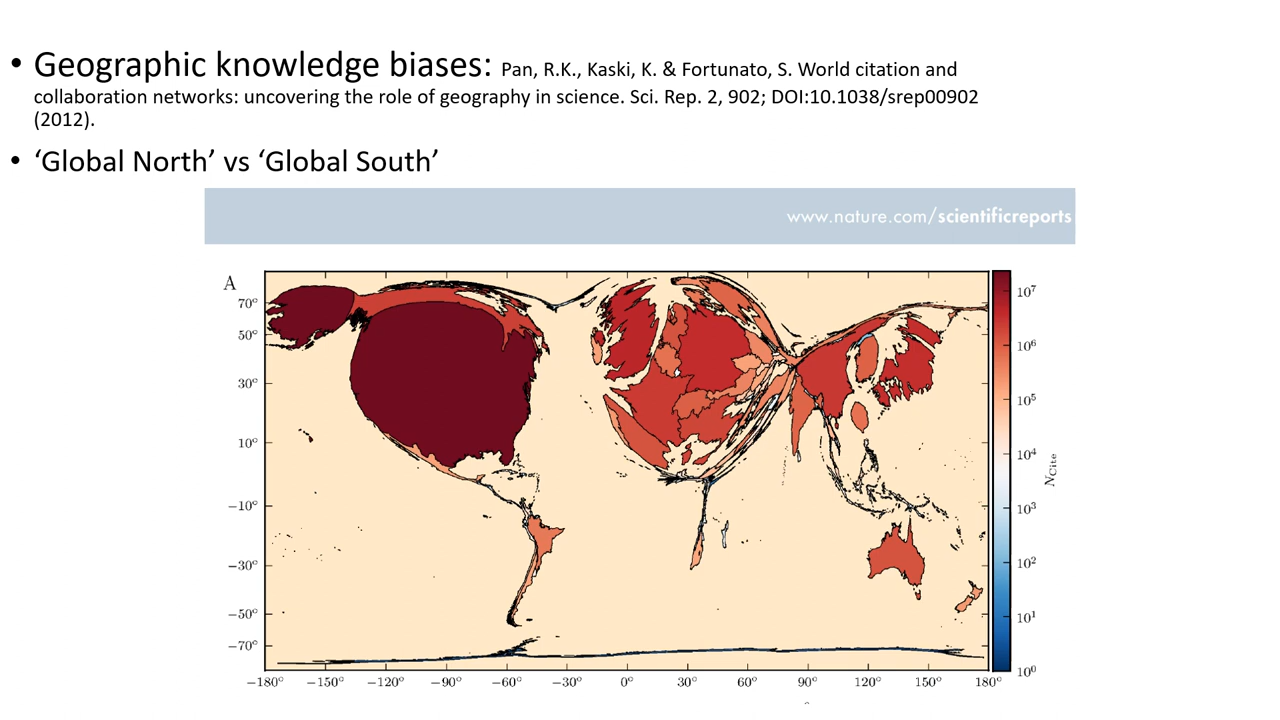 • Geographic knowledge biases: Pan, R.K., Kaski, K. & Fortunato, S. World citation and
collaboration networks: uncovering the role of geography in science. Sci. Rep. 2, 902; DOI:10.1038/srep00902
(2012).
• ‘Global North’ vs ‘Global South’
www.nature.com/scientificreports
A
70°
50°
30°
10°
−10°
−30°
−50°
−70°
−180° −150° −120° −90° −60° −30° 0° 30° 60° 90° 120° 150° 180°
10⁷
10⁶
10⁵
10⁴
10³
10²
10¹
10⁰
N_Cite